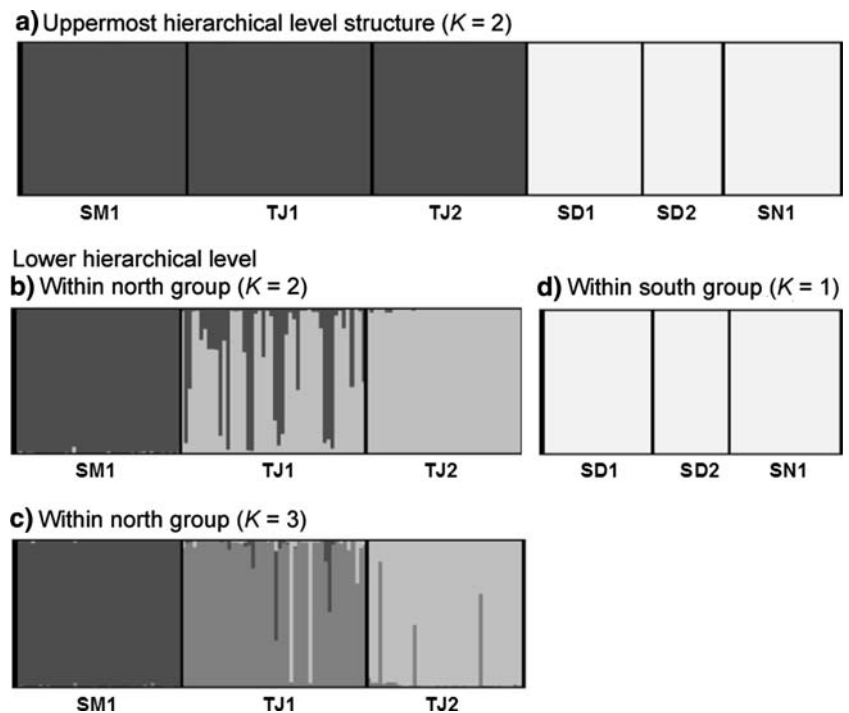 a) Uppermost hierarchical level structure (K = 2)
SM1 TJ1 TJ2 SD1 SD2 SN1
Lower hierarchical level
b) Within north group (K = 2)
SM1 TJ1 TJ2
d) Within south group (K = 1)
SD1 SD2 SN1
c) Within north group (K = 3)
SM1 TJ1 TJ2